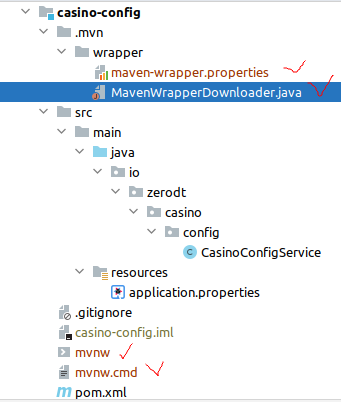 casino-config
.mvn
wrapper
maven-wrapper.properties
MavenWrapperDownloader.java
src
main
java
io
zerodt
casino
config
CasinoConfigService
resources
application.properties
.gitignore
casino-config.iml
mvnw
mvnw.cmd
pom.xml